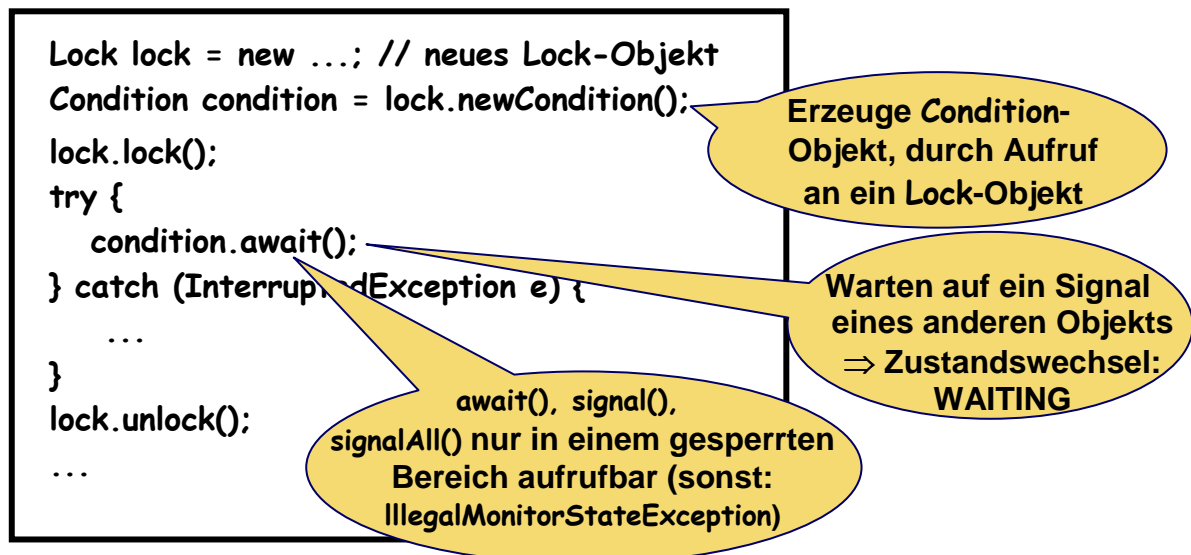 Lock lock = new ...; // neues Lock-Objekt
Condition condition = lock.newCondition();
lock.lock();
try {
condition.await();
} catch (InterruptedException e) {
...
}
lock.unlock();
...
Erzeuge Condition-
Objekt, durch Aufruf
an ein Lock-Objekt
Warten auf ein Signal
eines anderen Objekts
⇒ Zustandswechsel:
WAITING
await(), signal(),
signalAll() nur in einem gesperrten
Bereich aufrufbar (sonst:
IllegalMonitorStateException)